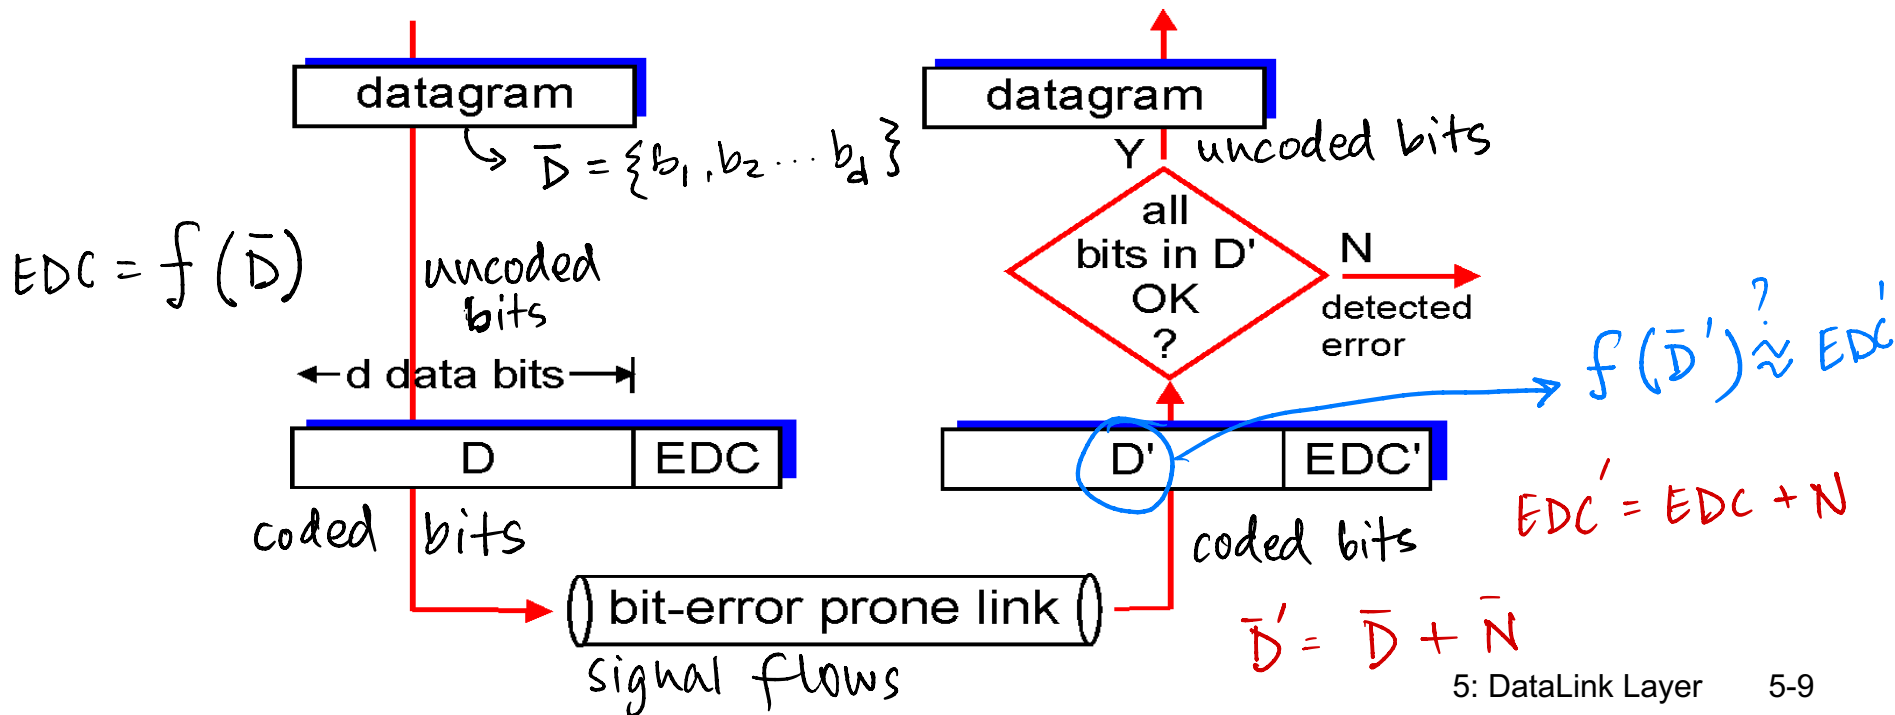 datagram
D̄ = {b₁, b₂ ... b_d}
EDC = f(D̄)
uncoded
bits
d data bits
D EDC
coded bits
bit-error prone link
signal flows
datagram
Y uncoded bits
all
bits in D'
OK
?
N
detected
error
f(D̄') ≈? EDC'
D' EDC'
coded bits
EDC' = EDC + N
D̄' = D̄ + N̄
5: DataLink Layer 5-9